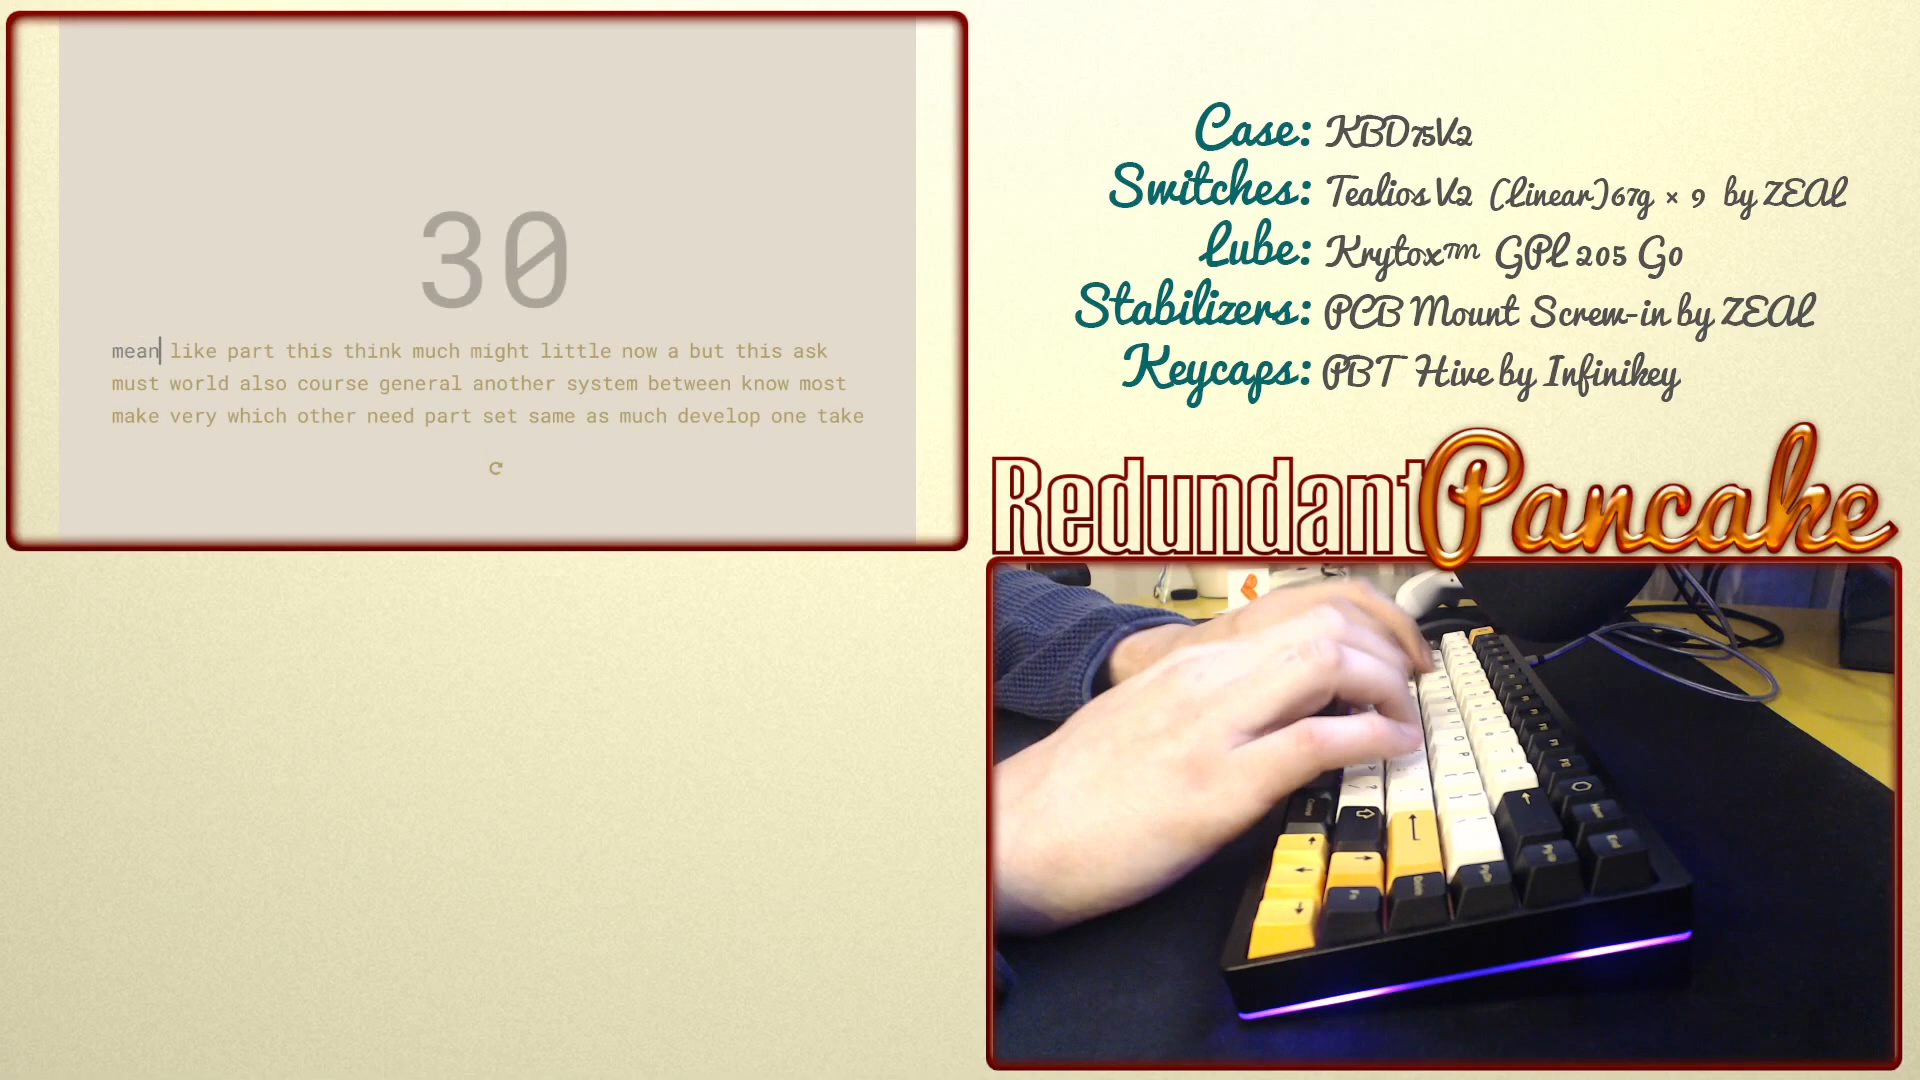 30
mean like part this think much might little now a but this ask
must world also course general another system between know most
make very which other need part set same as much develop one take
Case: KBD75V2
Switches: Tealios V2 (Linear) 67g × 9 by ZEAL
Lube: Krytox™ GPL 205 G0
Stabilizers: PCB Mount Screw-in by ZEAL
Keycaps: PBT Hive by Infinikey
Redundant Pancake